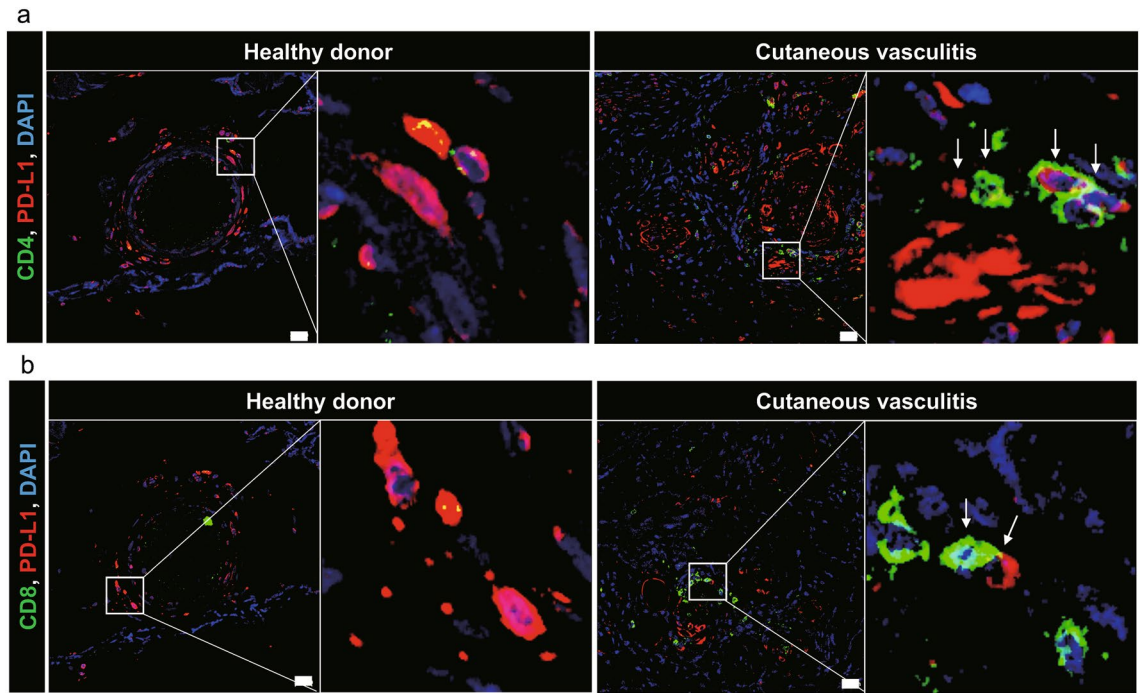 a
Healthy donor
Cutaneous vasculitis
CD4, PD-L1, DAPI
b
Healthy donor
Cutaneous vasculitis
CD8, PD-L1, DAPI